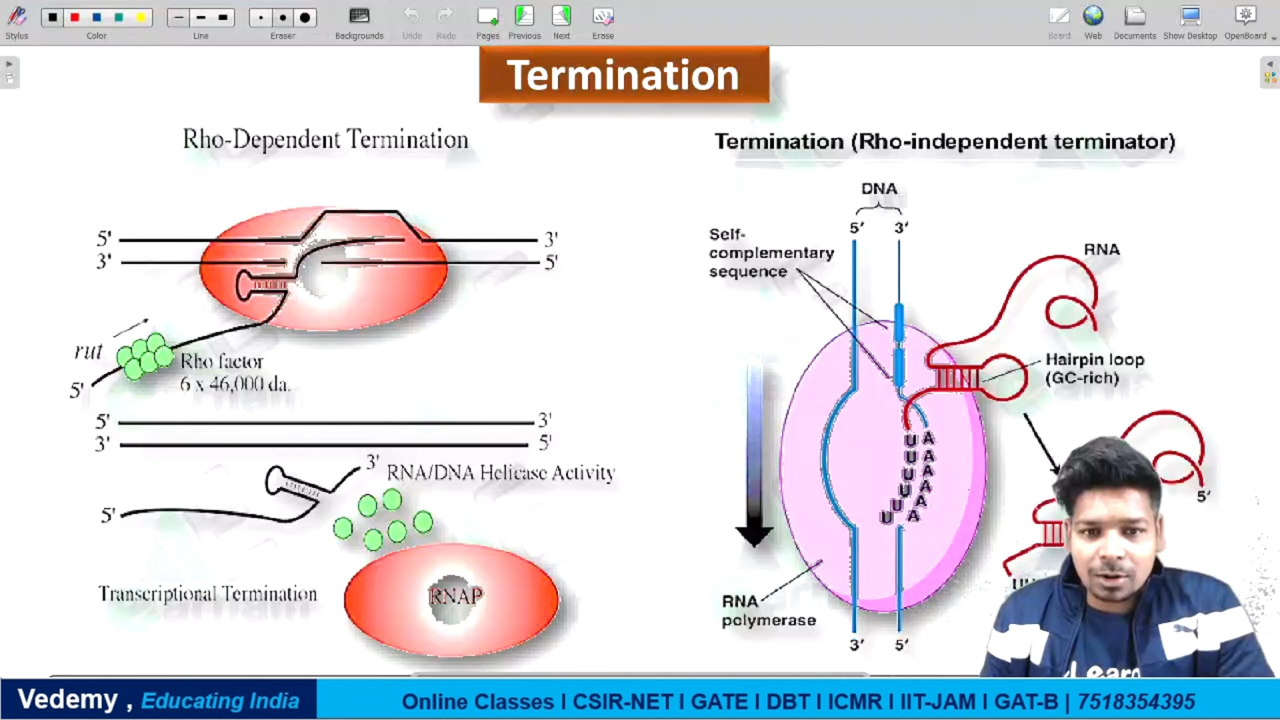 Stylus
Color
Line
Eraser
Backgrounds
Undo
Redo
Pages
Previous
Next
Erase
Board
Web
Documents
Show Desktop
OpenBoard
Termination
Rho-Dependent Termination
5' 3'
3' 5'
rut
Rho factor
6 x 46,000 da.
5'
5' 3'
3' 5'
3'
RNA/DNA Helicase Activity
5'
Transcriptional Termination
RNAP
Termination (Rho-independent terminator)
DNA
5' 3'
Self-
complementary
sequence
RNA
Hairpin loop
(GC-rich)
U A
U A
U A
U A
U A
U A
5'
RNA
polymerase
3' 5'
Learn
Vedemy , Educating India
Online Classes I CSIR-NET I GATE I DBT I ICMR I IIT-JAM I GAT-B | 7518354395